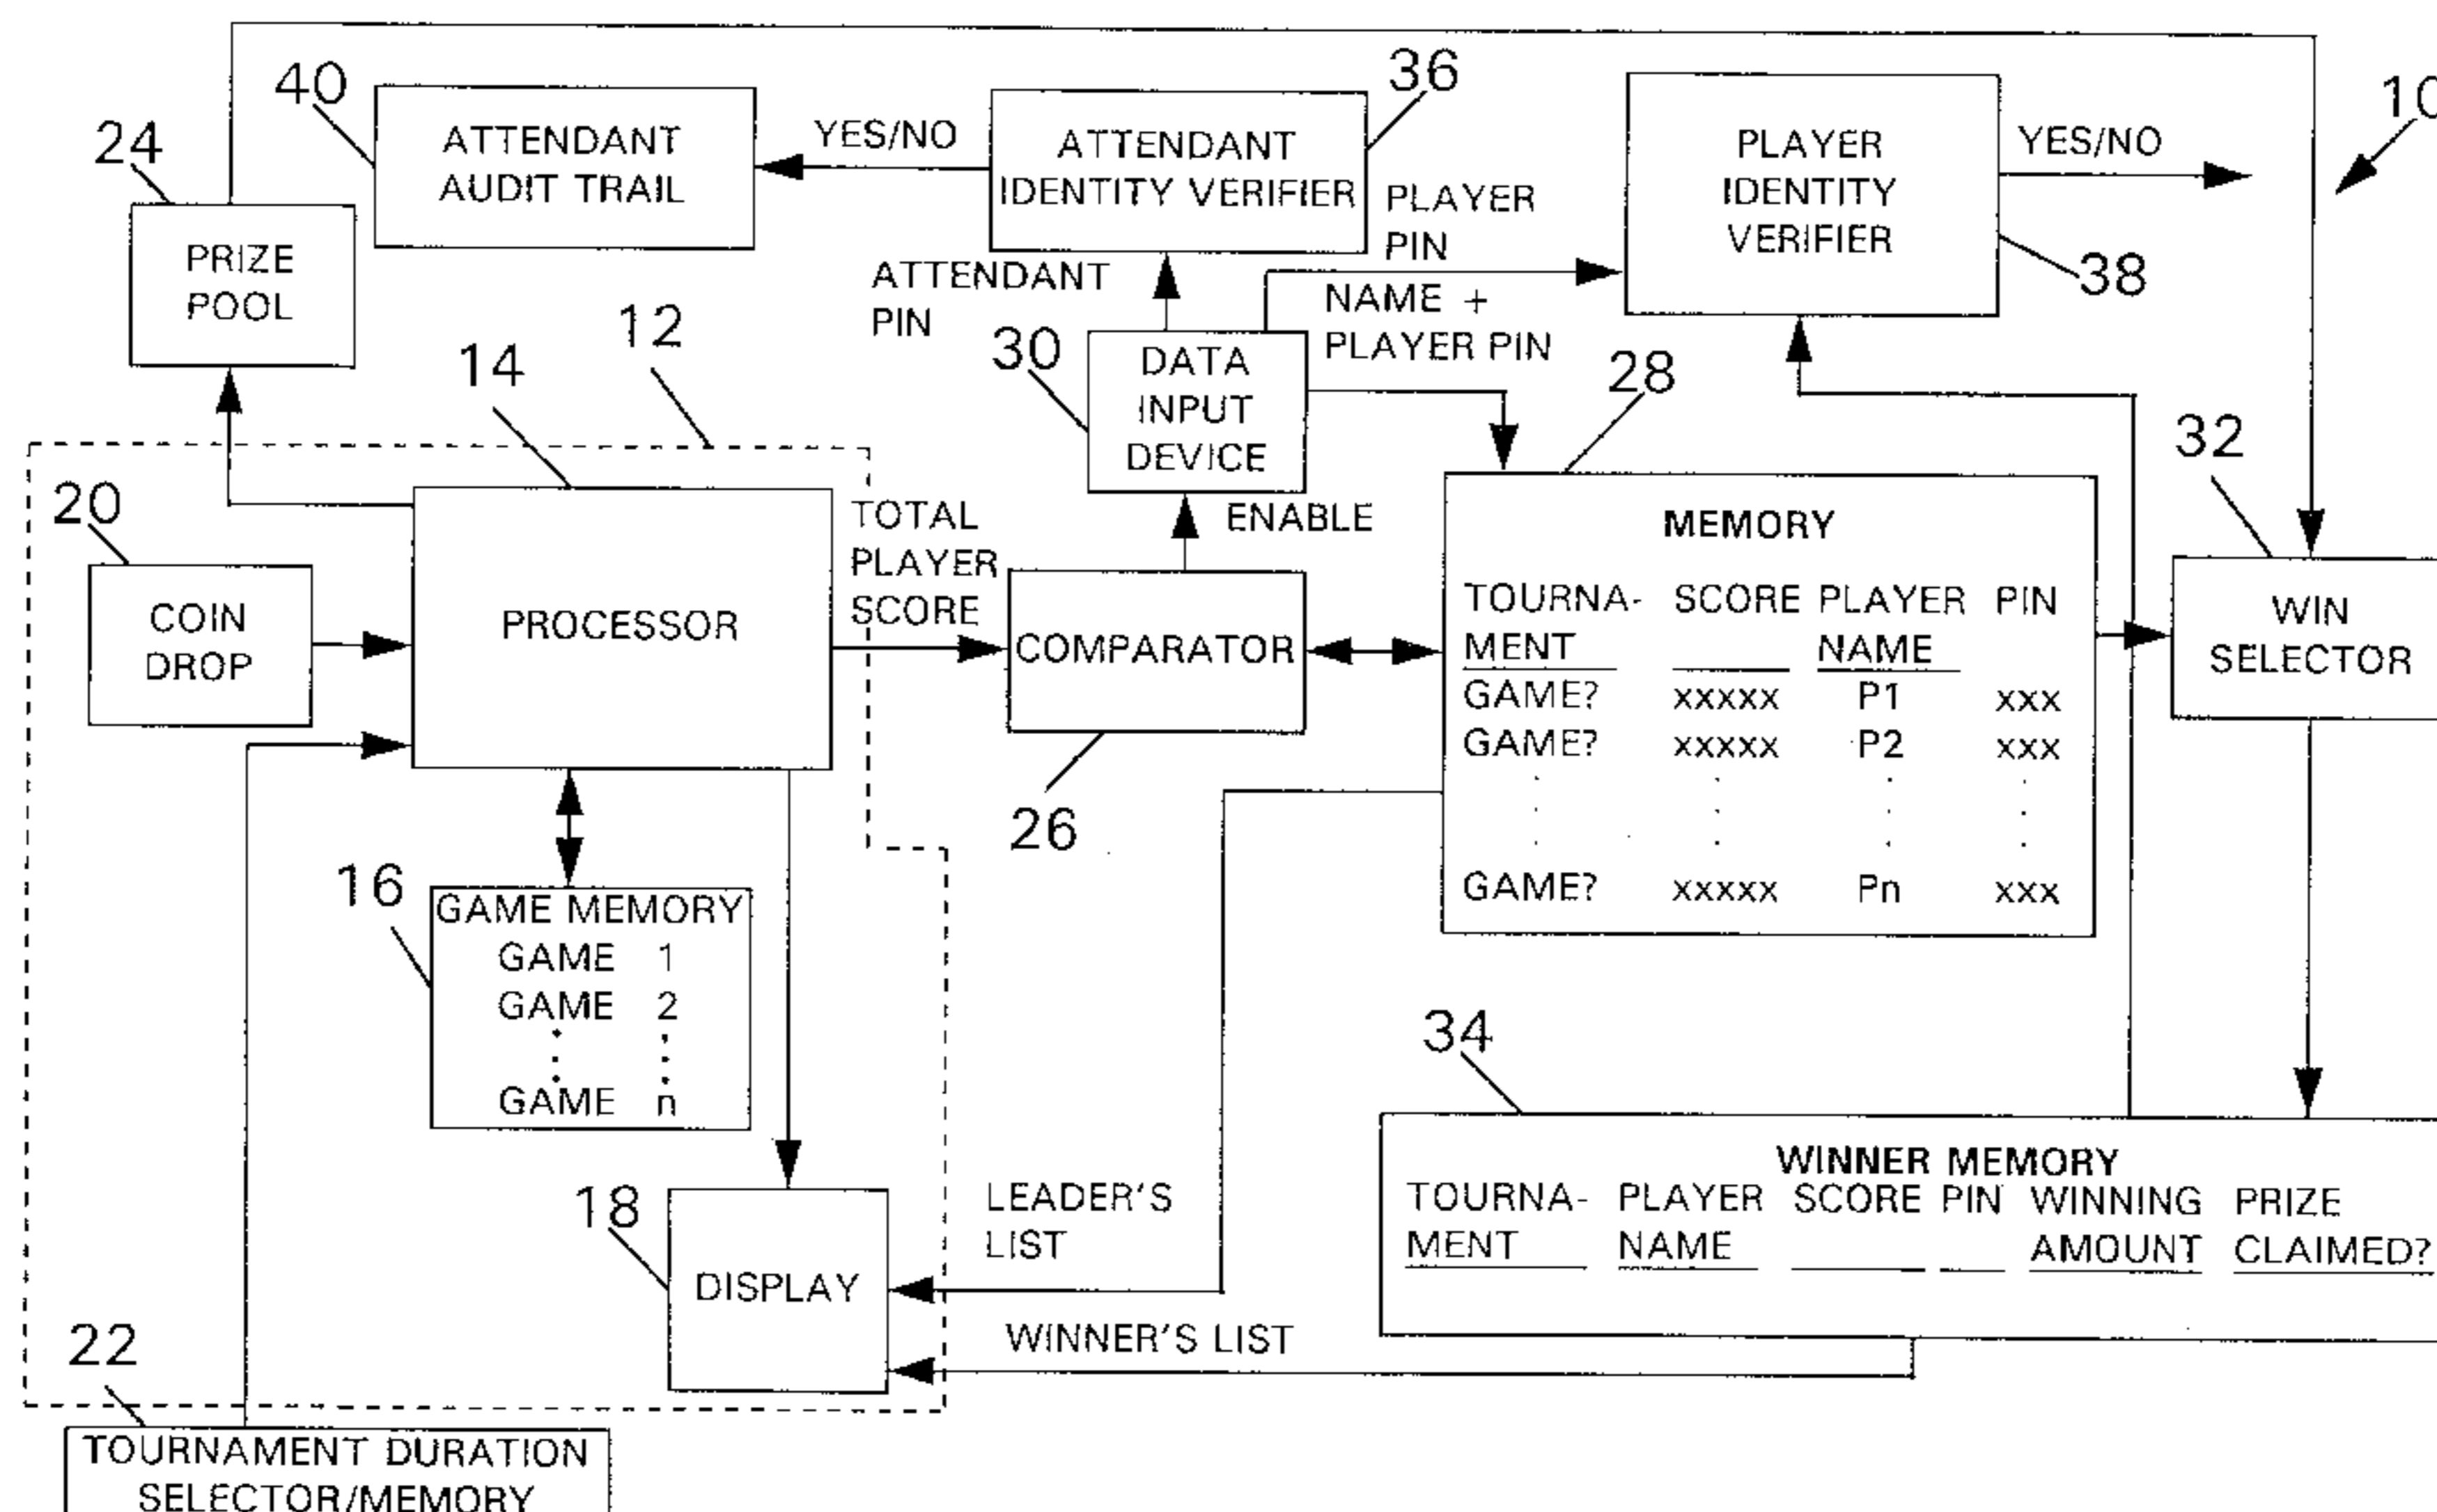 40
ATTENDANT
AUDIT TRAIL
YES/NO
36
ATTENDANT
IDENTITY VERIFIER
PLAYER
IDENTITY
VERIFIER
YES/NO
10
24
PRIZE
POOL
ATTENDANT
PIN
PLAYER
PIN
NAME +
PLAYER PIN
38
12
14
30
DATA
INPUT
DEVICE
28
32
20
COIN
DROP
PROCESSOR
TOTAL
PLAYER
SCORE
ENABLE
COMPARATOR
26
MEMORY
TOURNA- SCORE PLAYER PIN
MENT NAME
GAME? xxxxx P1 xxx
GAME? xxxxx P2 xxx
GAME? xxxxx Pn xxx
WIN
SELECTOR
16
GAME MEMORY
GAME 1
GAME 2
GAME n
34
WINNER MEMORY
TOURNA- PLAYER SCORE PIN WINNING PRIZE
MENT NAME AMOUNT CLAIMED?
18
DISPLAY
LEADER'S
LIST
WINNER'S LIST
22
TOURNAMENT DURATION
SELECTOR/MEMORY